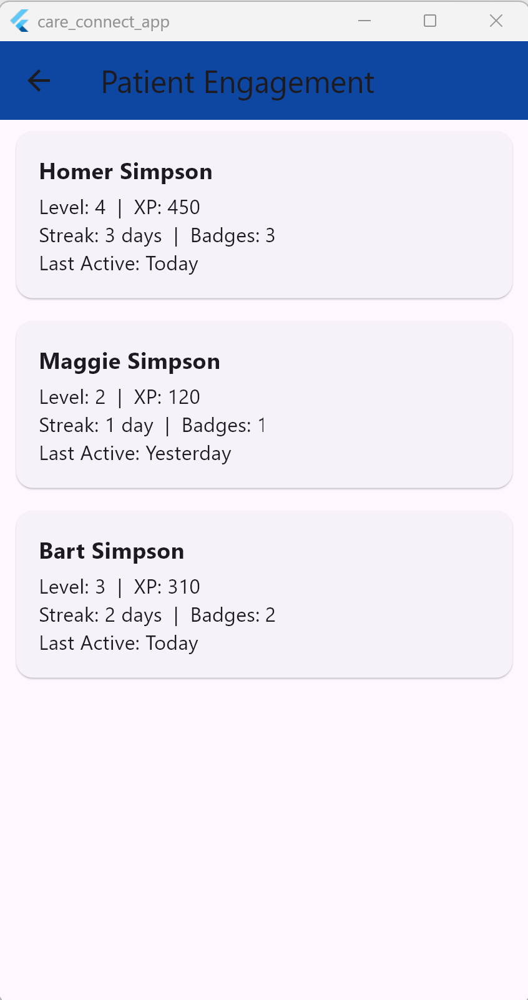 care_connect_app
Patient Engagement
Homer Simpson
Level: 4 | XP: 450
Streak: 3 days | Badges: 3
Last Active: Today
Maggie Simpson
Level: 2 | XP: 120
Streak: 1 day | Badges: 1
Last Active: Yesterday
Bart Simpson
Level: 3 | XP: 310
Streak: 2 days | Badges: 2
Last Active: Today